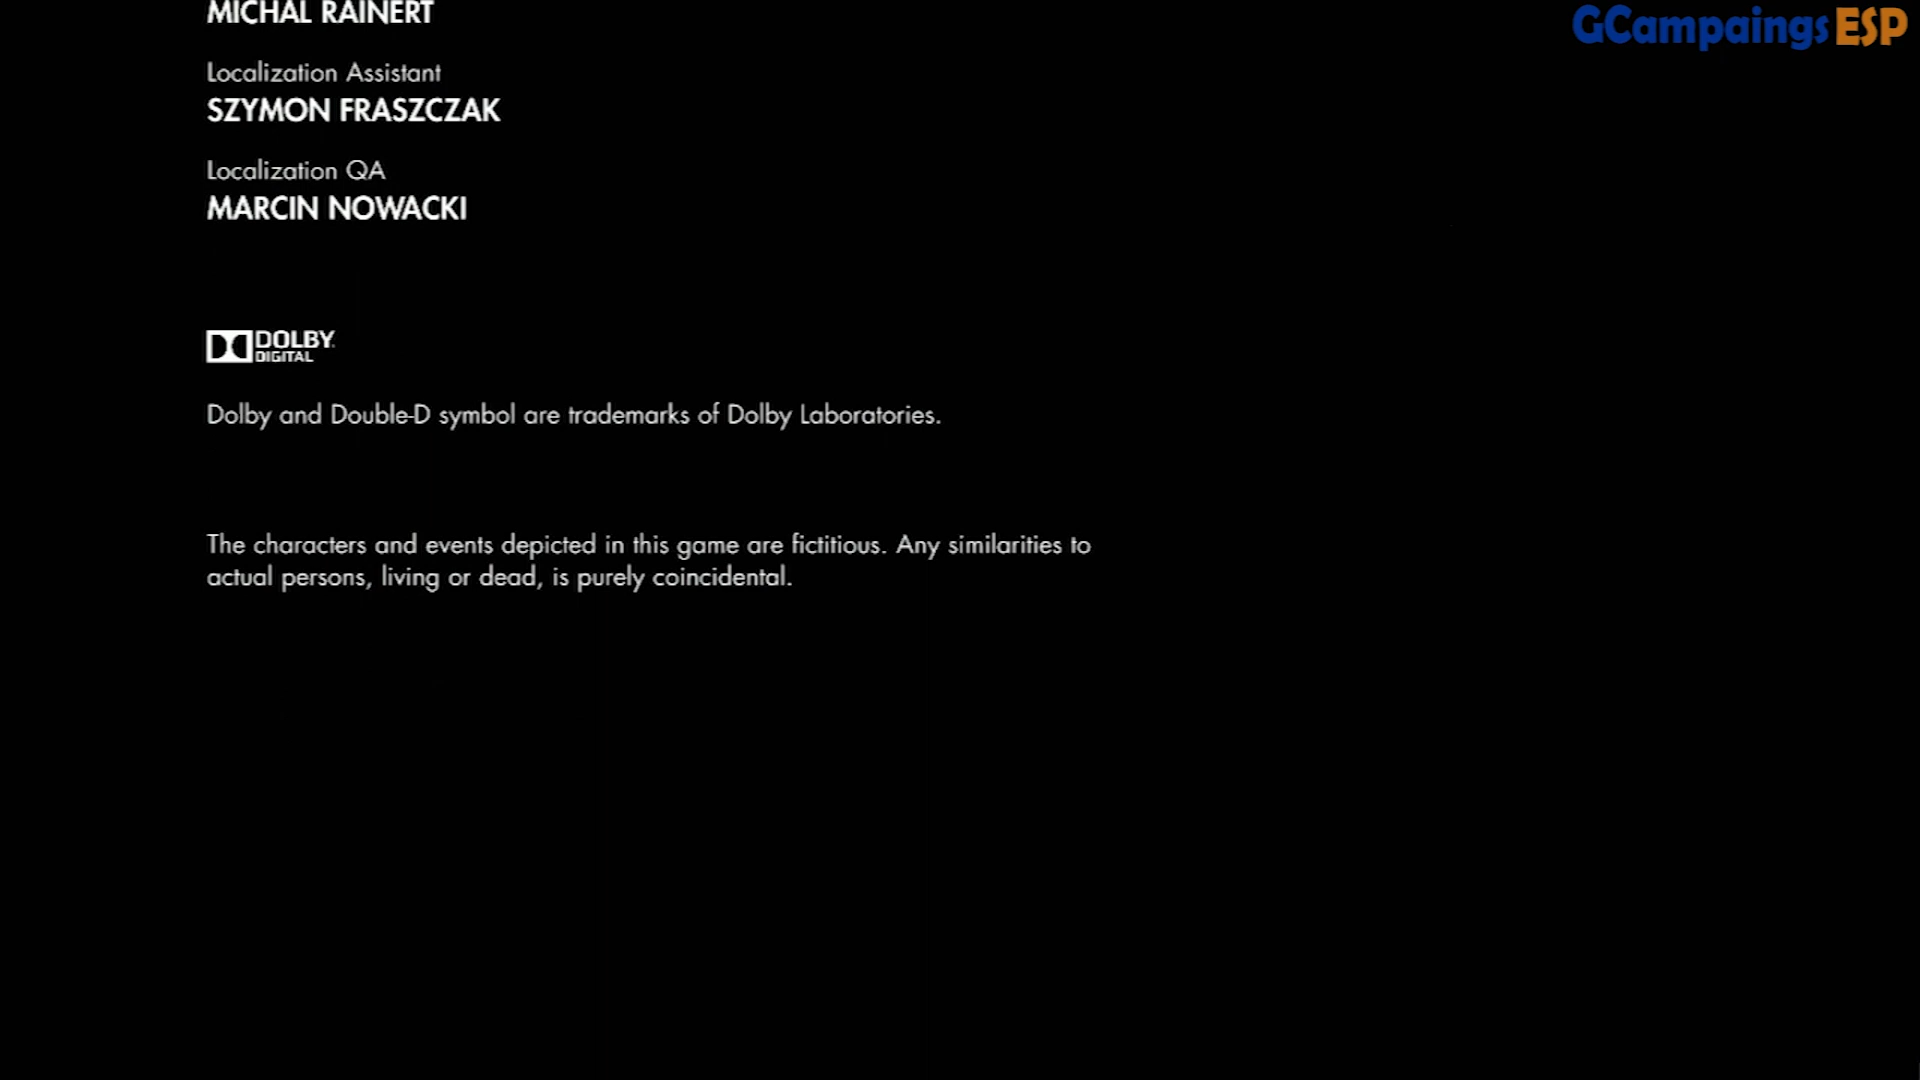 MICHAL RAINERT
GCampaings ESP
Localization Assistant
SZYMON FRASZCZAK
Localization QA
MARCIN NOWACKI
DOLBY
DIGITAL
Dolby and Double-D symbol are trademarks of Dolby Laboratories.
The characters and events depicted in this game are fictitious. Any similarities to
actual persons, living or dead, is purely coincidental.